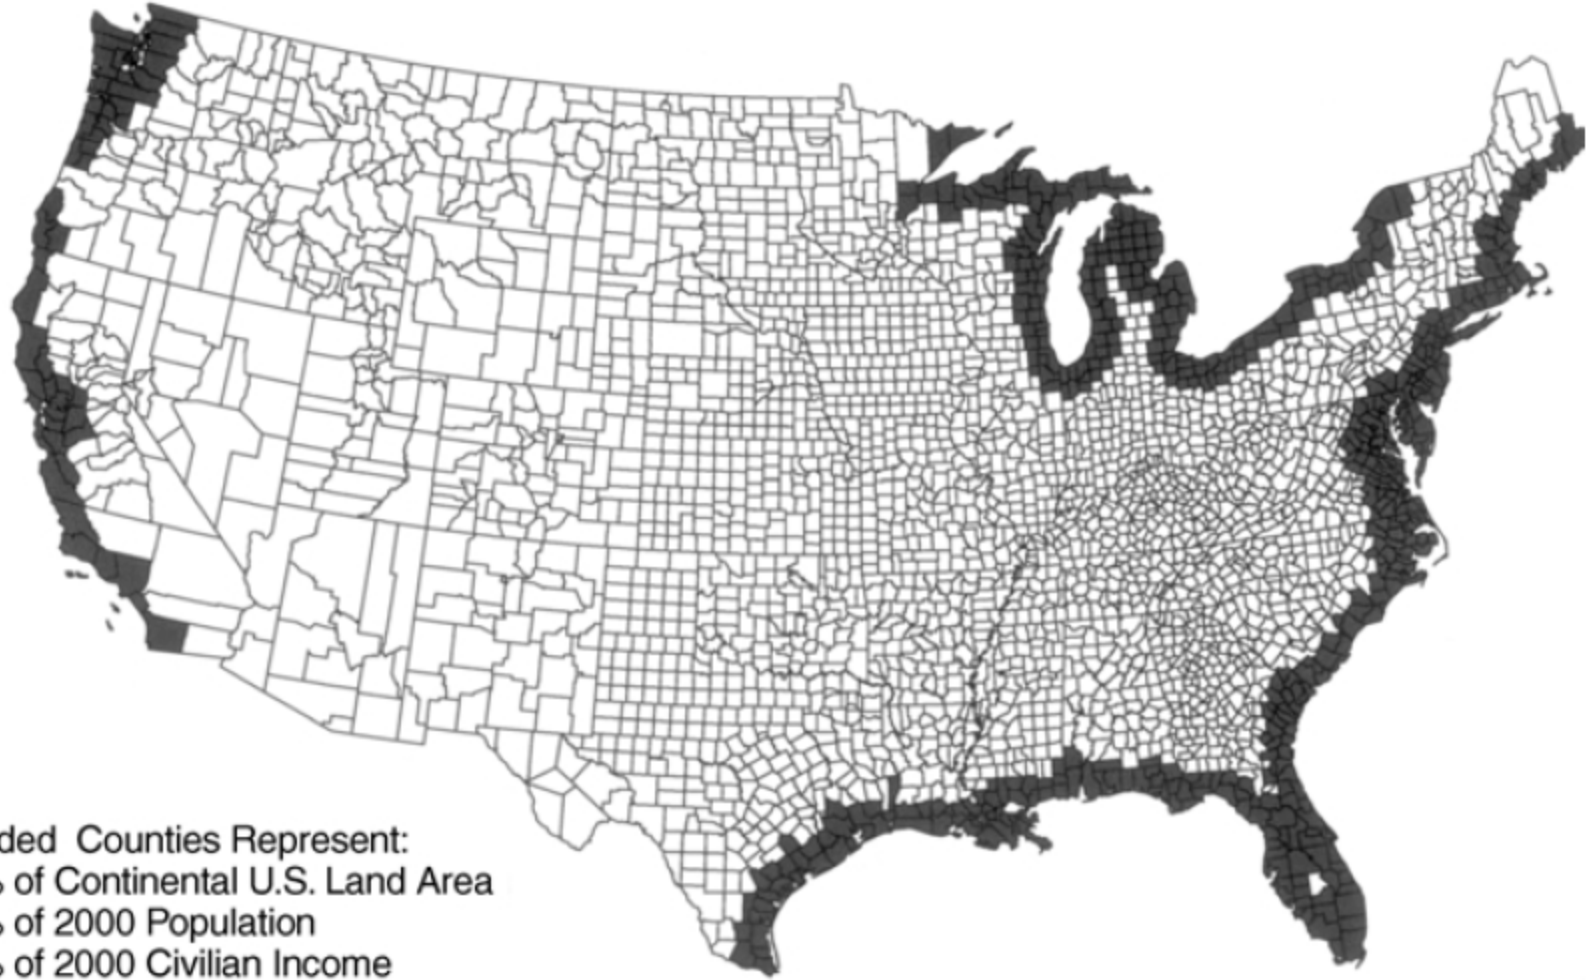 ded Counties Represent:
% of Continental U.S. Land Area
% of 2000 Population
% of 2000 Civilian Income